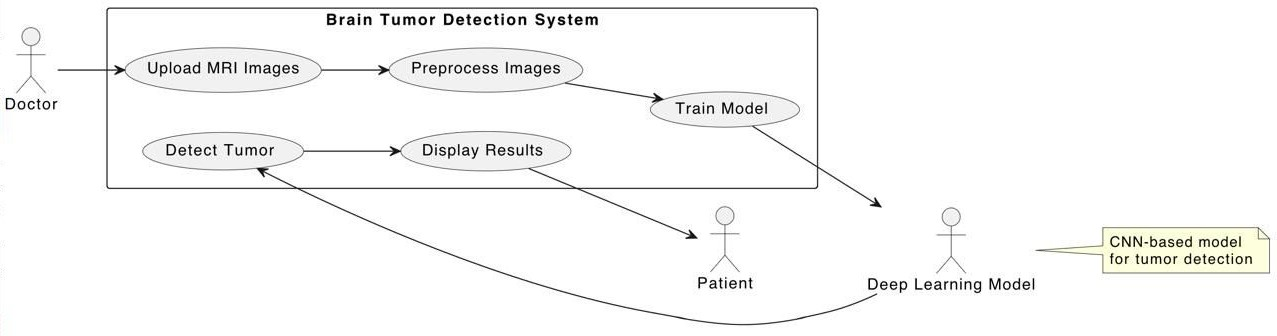 Brain Tumor Detection System
Doctor
Upload MRI Images
Preprocess Images
Train Model
Detect Tumor
Display Results
Patient
Deep Learning Model
CNN-based model
for tumor detection